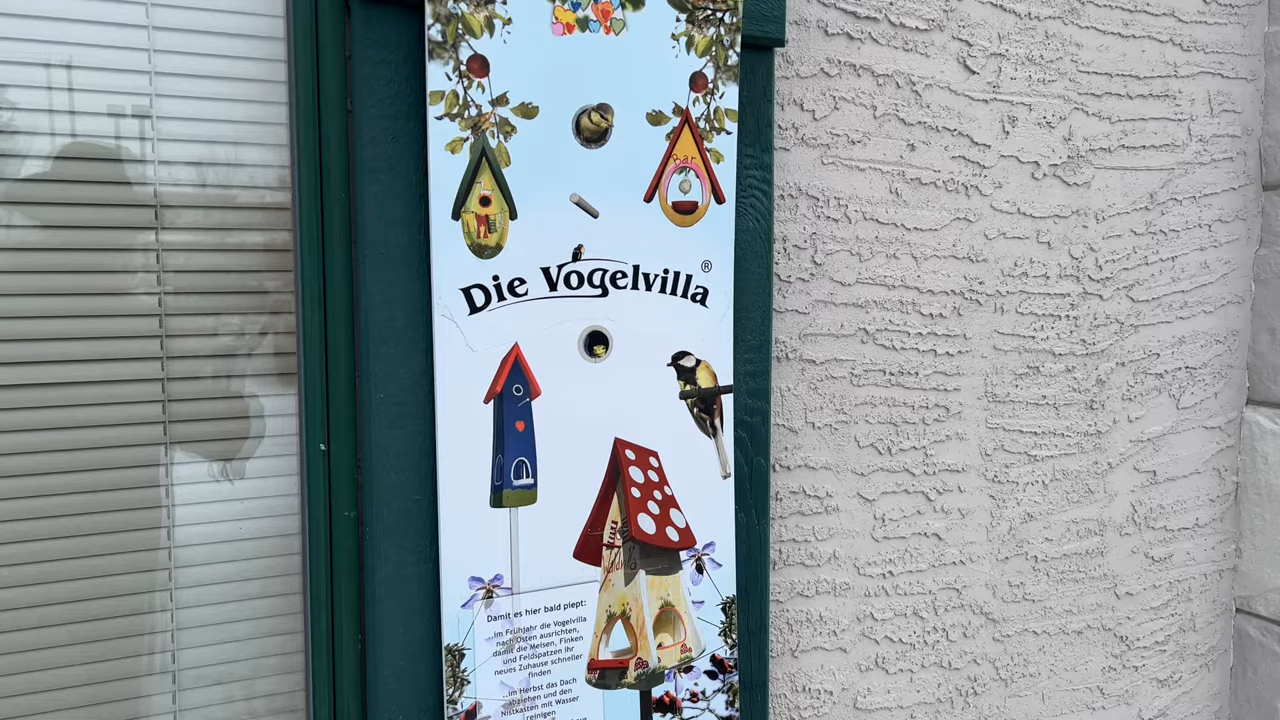 Bar
Die Vogelvilla®
Damit es hier bald piept:
...im Frühjahr die Vogelvilla
nach Osten ausrichten,
damit die Meisen, Finken
und Feldspatzen ihr
neues Zuhause schneller
finden
...im Herbst das Dach
abziehen und den
Nistkasten mit Wasser
reinigen